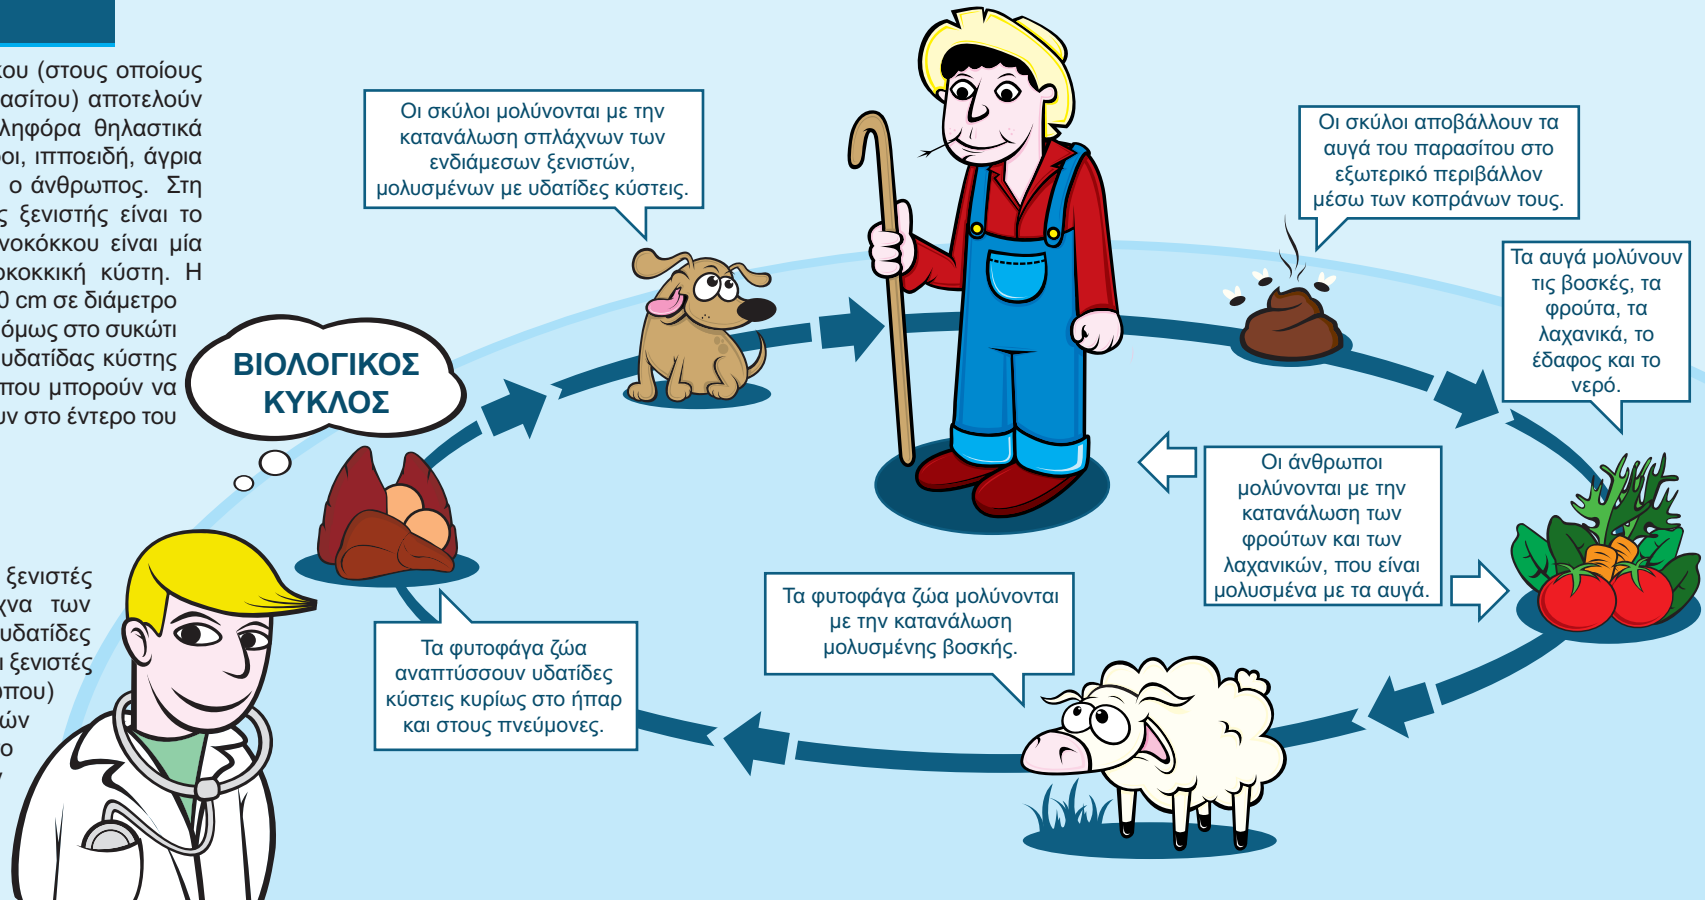 κου (στους οποίους
ασίτου) αποτελούν
ληφόρα θηλαστικά
ροι, ιπποειδή, άγρια
ο άνθρωπος. Στη
ς ξενιστής είναι το
νοκόκκου είναι μία
οκοκκική κύστη. Η
0 cm σε διάμετρο
όμως στο συκώτι
υδατίδας κύστης
που μπορούν να
υν στο έντερο του
ξενιστές
χνα των
υδατίδες
ι ξενιστές
ώπου)
ών
ο
ΒΙΟΛΟΓΙΚΟΣ
ΚΥΚΛΟΣ
Οι σκύλοι μολύνονται με την
κατανάλωση σπλάχνων των
ενδιάμεσων ξενιστών,
μολυσμένων με υδατίδες κύστεις.
Οι σκύλοι αποβάλλουν τα
αυγά του παρασίτου στο
εξωτερικό περιβάλλον
μέσω των κοπράνων τους.
Τα αυγά μολύνουν
τις βοσκές, τα
φρούτα, τα
λαχανικά, το
έδαφος και το
νερό.
Οι άνθρωποι
μολύνονται με την
κατανάλωση των
φρούτων και των
λαχανικών, που είναι
μολυσμένα με τα αυγά.
Τα φυτοφάγα ζώα μολύνονται
με την κατανάλωση
μολυσμένης βοσκής.
Τα φυτοφάγα ζώα
αναπτύσσουν υδατίδες
κύστεις κυρίως στο ήπαρ
και στους πνεύμονες.